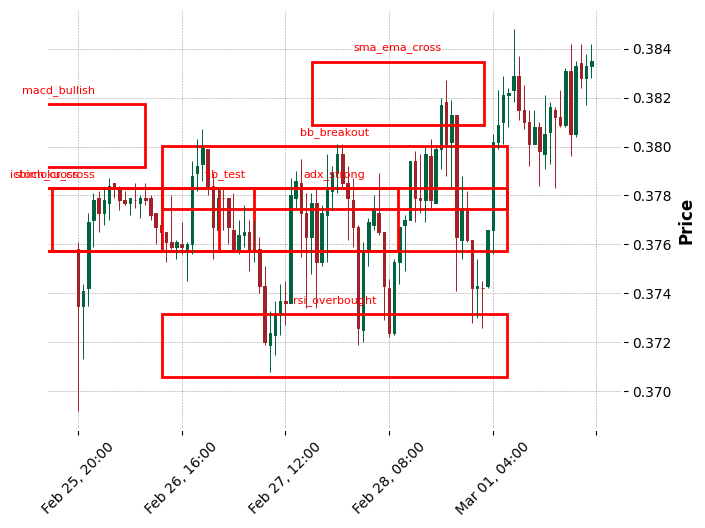 sma_ema_cross
macd_bullish
bb_breakout
adx_strong
rsi_overbought
0.384
0.382
0.380
0.378
0.376
0.374
0.372
0.370
Price
Feb 25, 20:00
Feb 26, 16:00
Feb 27, 12:00
Feb 28, 08:00
Mar 01, 04:00